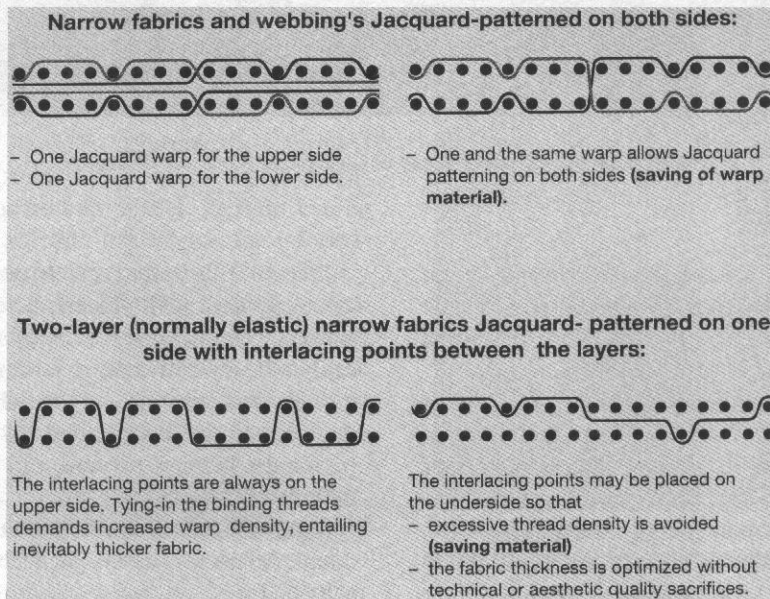 Narrow fabrics and webbing's Jacquard-patterned on both sides:
– One Jacquard warp for the upper side
– One Jacquard warp for the lower side.
– One and the same warp allows Jacquard
patterning on both sides (saving of warp
material).
Two-layer (normally elastic) narrow fabrics Jacquard- patterned on one
side with interlacing points between the layers:
The interlacing points are always on the
upper side. Tying-in the binding threads
demands increased warp density, entailing
inevitably thicker fabric.
The interlacing points may be placed on
the underside so that
– excessive thread density is avoided
(saving material)
– the fabric thickness is optimized without
technical or aesthetic quality sacrifices.